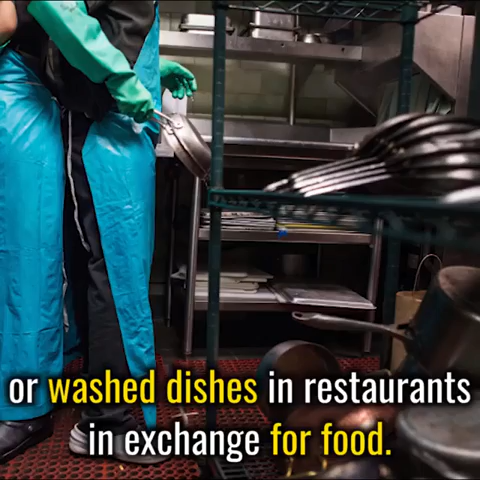 or washed dishes in restaurants
in exchange for food.